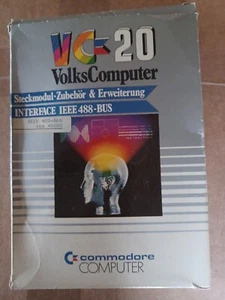 VC-20
VolksComputer
Steckmodul·Zubehör & Erweiterung
INTERFACE IEEE 488-BUS
commodore
COMPUTER